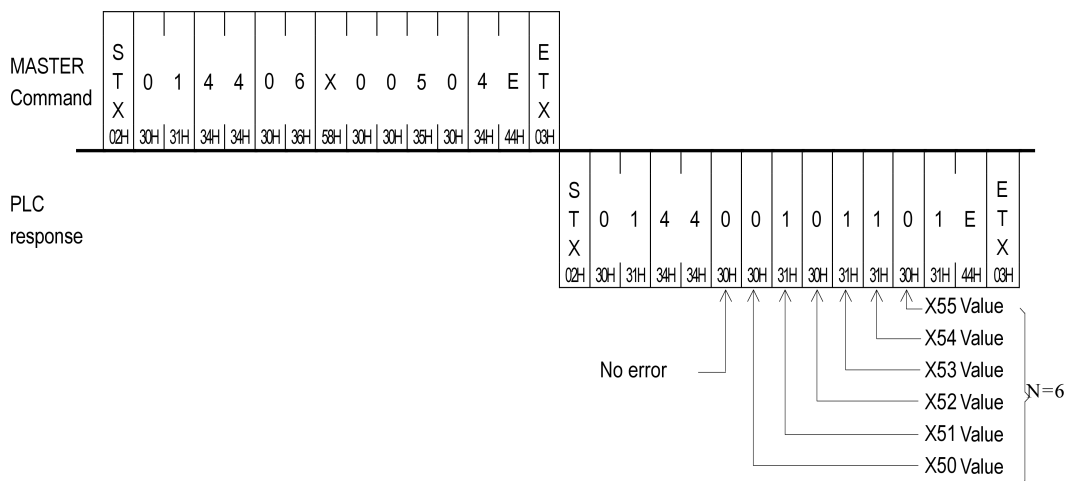 MASTER Command
S T X 0 1 4 4 0 6 X 0 0 5 0 4 E E T X
02H 30H 31H 34H 34H 30H 36H 58H 30H 30H 35H 30H 34H 44H 03H
PLC response
S T X 0 1 4 4 0 0 1 0 1 1 0 1 E E T X
02H 30H 31H 34H 34H 30H 30H 31H 30H 31H 31H 30H 31H 44H 03H
X55 Value
X54 Value
No error
X53 Value
X52 Value
N=6
X51 Value
X50 Value